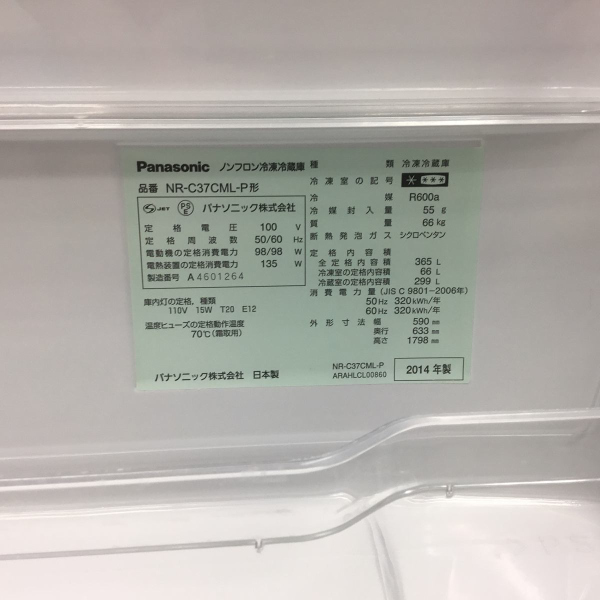 Panasonic ノンフロン冷凍冷蔵庫
品番 NR-C37CML-P形
JET PSE パナソニック株式会社
定格電圧 100 V
定格周波数 50/60 Hz
電動機の定格消費電力 98/98 W
電熱装置の定格消費電力 135 W
製造番号 A 4601264
庫内灯の定格，種類
110V 15W T20 E12
温度ヒューズの定格動作温度
70℃(霜取用)
パナソニック株式会社 日本製
種類 冷凍冷蔵庫
冷凍室の記号
冷媒 R600a
冷媒封入量 55 g
質量 66 kg
断熱発泡ガス シクロペンタン
定格内容積
全定格内容積 365 L
冷凍室の定格内容積 66 L
冷蔵室の定格内容積 299 L
消費電力量 (JIS C 9801−2006年)
50Hz 320 kWh/年
60Hz 320 kWh/年
外形寸法 幅 590 mm
奥行 633 mm
高さ 1798 mm
NR-C37CML-P
ARAHLCL00860
2014 年製